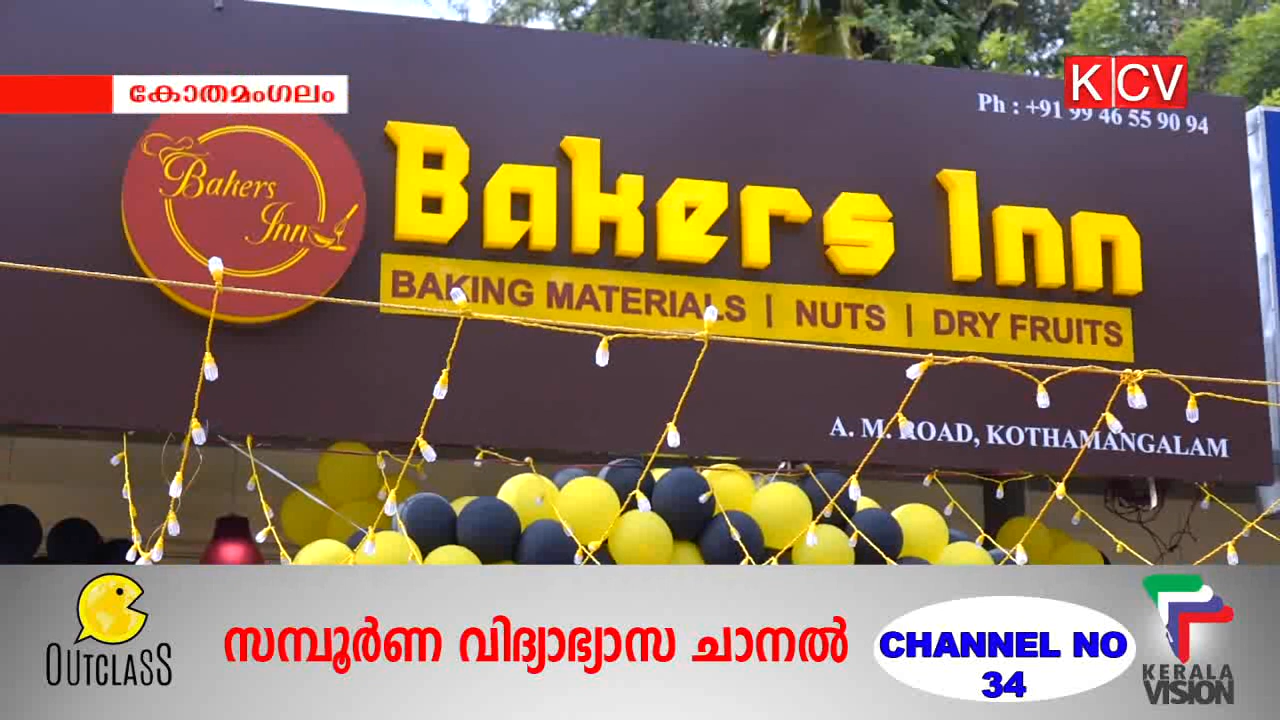 കോതമംഗലം
KCV
Ph : +91 99 46 55 90 94
Bakers
Inn
Bakers Inn
BAKING MATERIALS | NUTS | DRY FRUITS
A. M. ROAD, KOTHAMANGALAM
OUTCLASS
സമ്പൂർണ വിദ്യാഭ്യാസ ചാനൽ
CHANNEL NO
34
KERALA
VISION